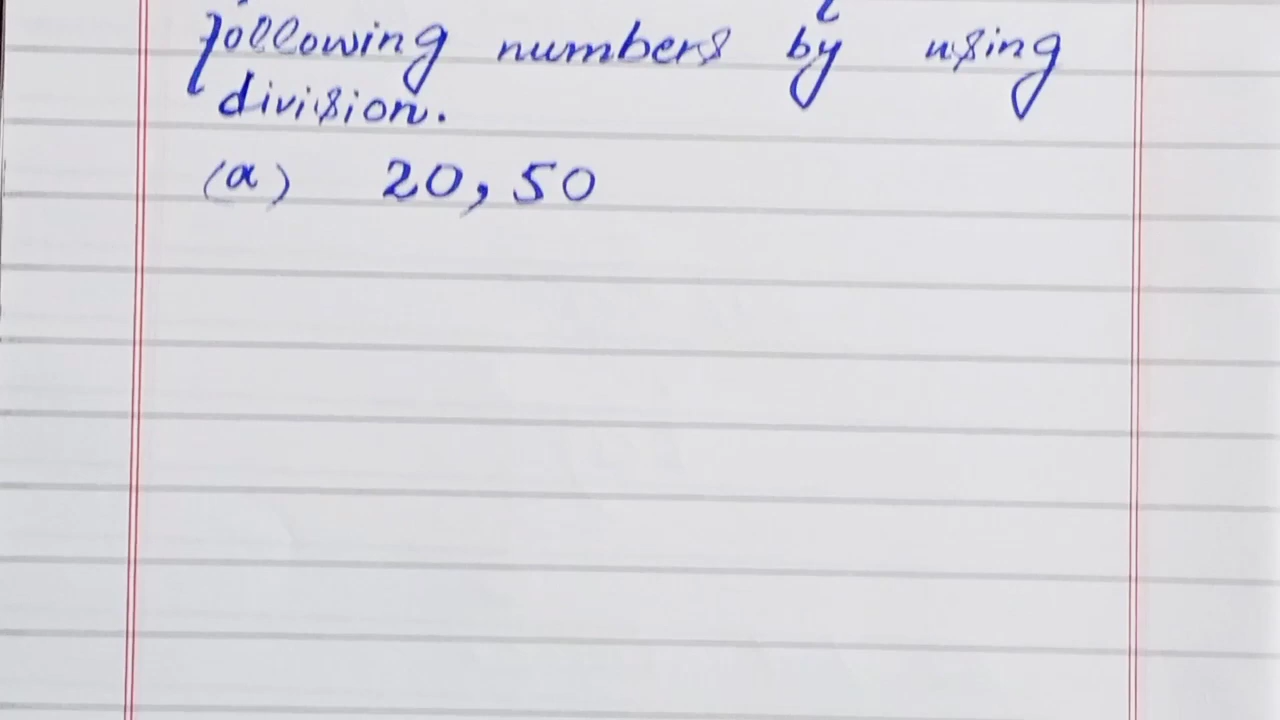 following numbers by using
division.
(a) 20, 50